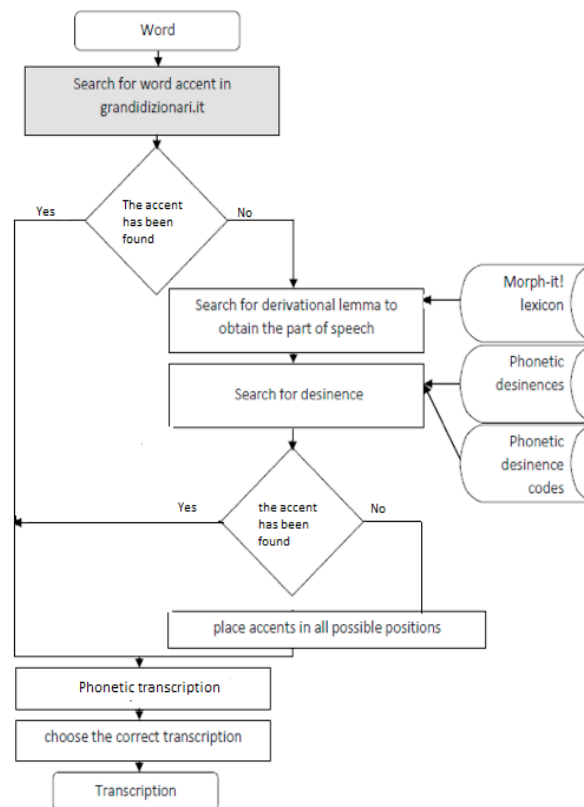 Word
Search for word accent in
grandidizionari.it
The accent
has been
found
Yes
No
Search for derivational lemma to
obtain the part of speech
Morph-it!
lexicon
Search for desinence
Phonetic
desinences
Phonetic
desinence
codes
the accent
has been
found
Yes
No
place accents in all possible positions
Phonetic transcription
choose the correct transcription
Transcription